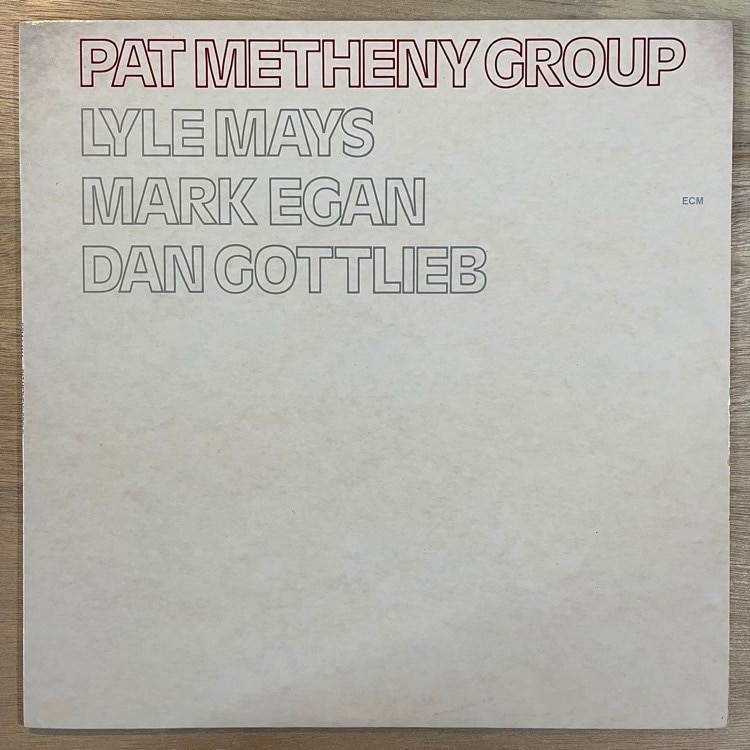 PAT METHENY GROUP
LYLE MAYS
MARK EGAN
ECM
DAN GOTTLIEB